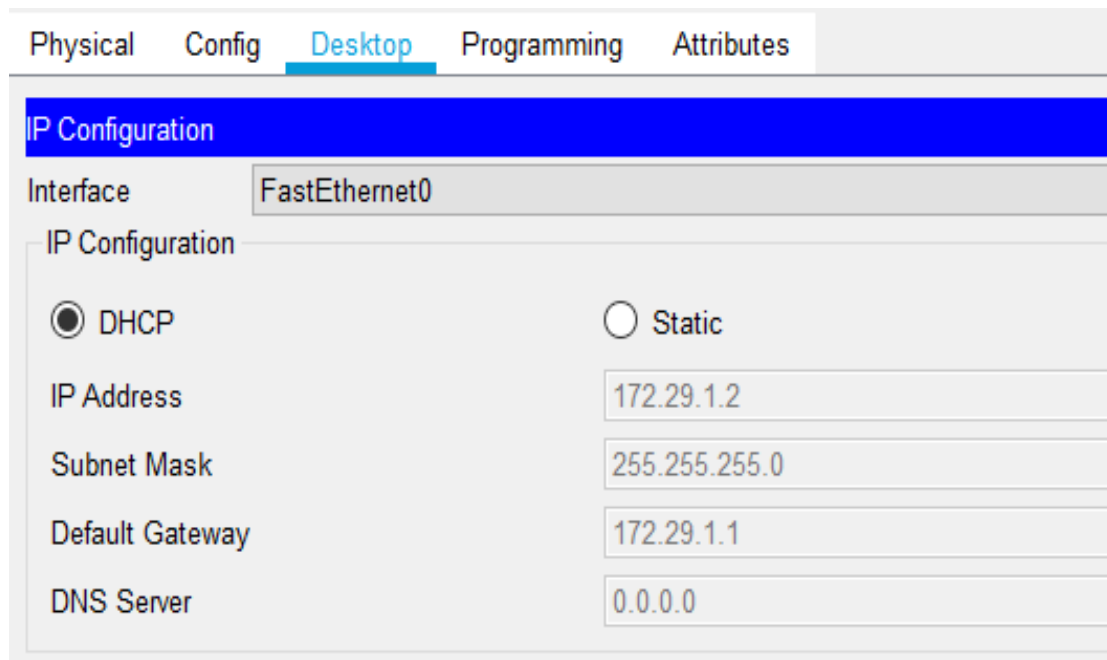 Physical Config Desktop Programming Attributes
IP Configuration
Interface FastEthernet0
IP Configuration
DHCP Static
IP Address 172.29.1.2
Subnet Mask 255.255.255.0
Default Gateway 172.29.1.1
DNS Server 0.0.0.0